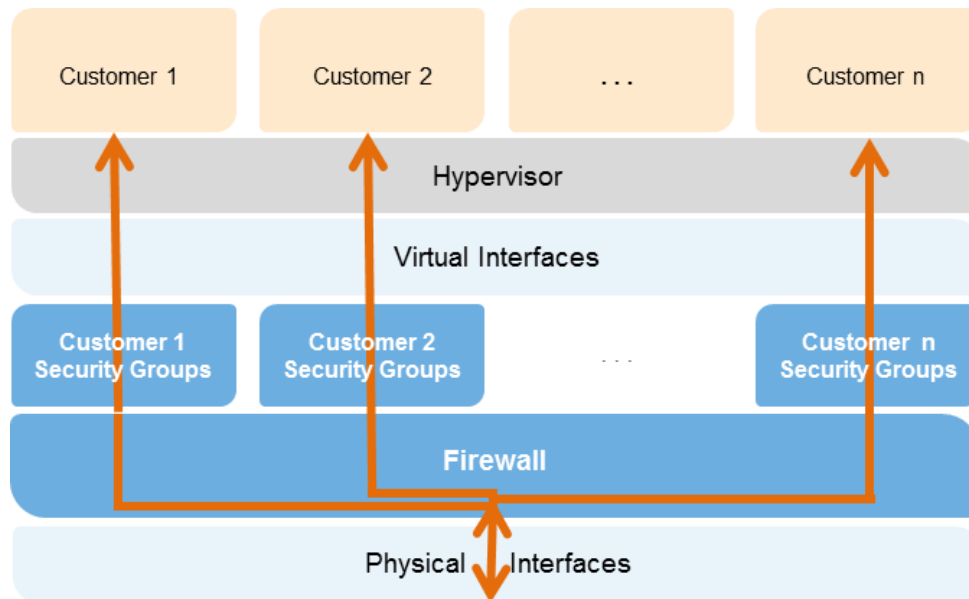 Customer 1
Customer 2
. . .
Customer n
Hypervisor
Virtual Interfaces
Customer 1
Security Groups
Customer 2
Security Groups
. . .
Customer n
Security Groups
Firewall
Physical Interfaces